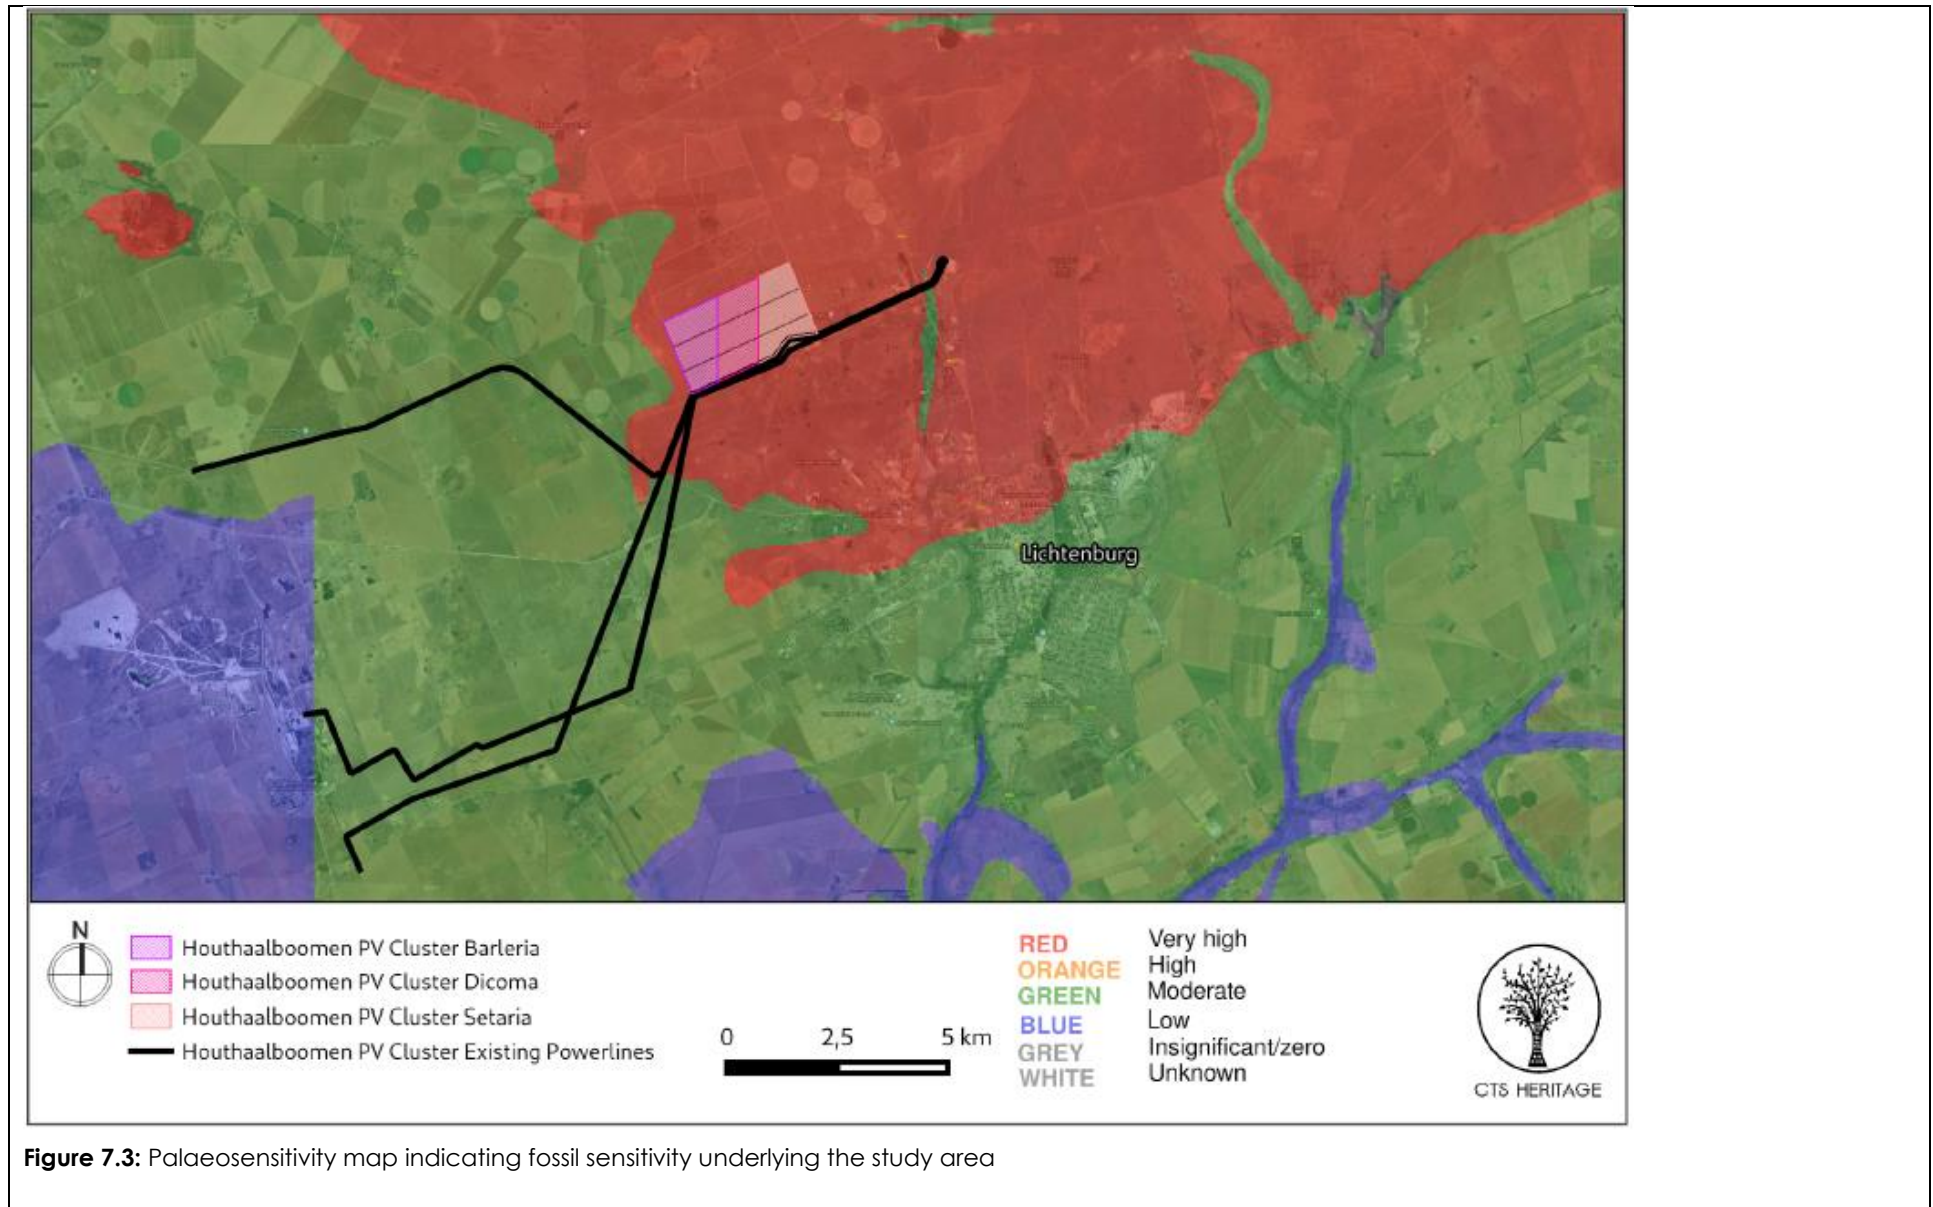 Lichtenburg
N
Houthaalboomen PV Cluster Barleria
Houthaalboomen PV Cluster Dicoma
Houthaalboomen PV Cluster Setaria
Houthaalboomen PV Cluster Existing Powerlines
0 2,5 5 km
RED Very high
ORANGE High
GREEN Moderate
BLUE Low
GREY Insignificant/zero
WHITE Unknown
CTS HERITAGE
Figure 7.3: Palaeosensitivity map indicating fossil sensitivity underlying the study area